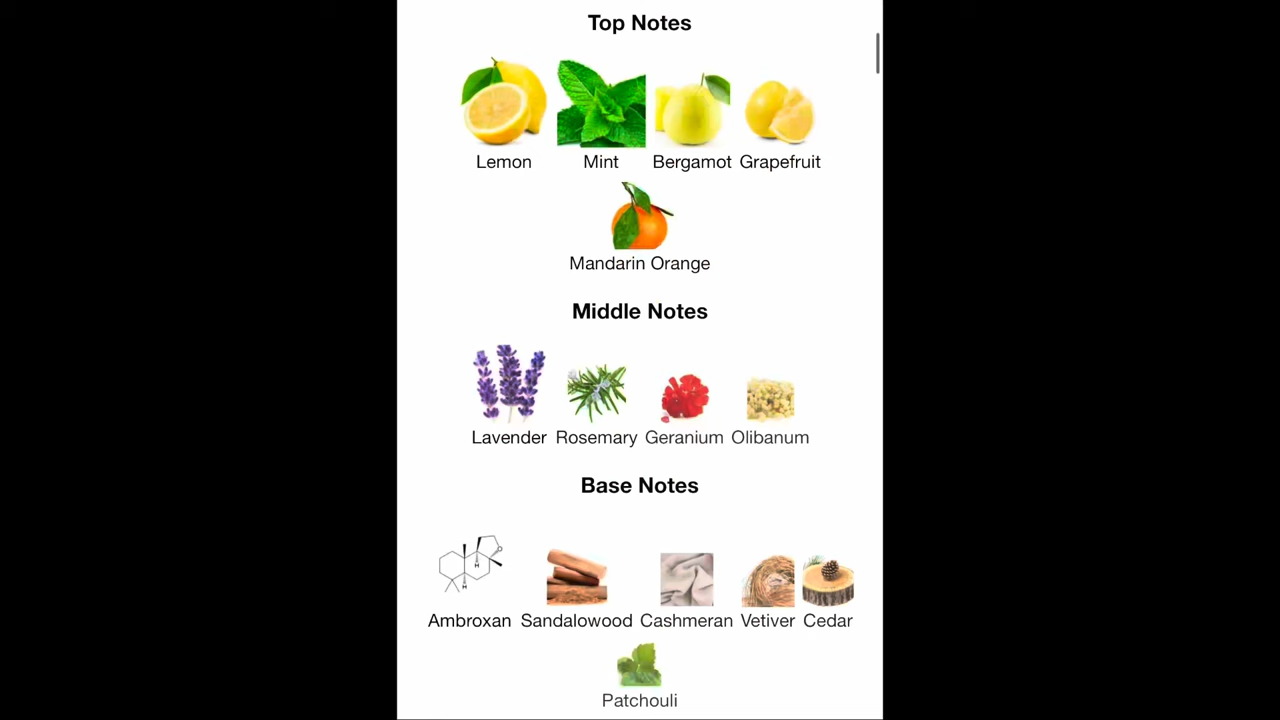 Top Notes
Lemon Mint Bergamot Grapefruit
Mandarin Orange
Middle Notes
Lavender Rosemary Geranium Olibanum
Base Notes
O
H
H
Ambroxan Sandalowood Cashmeran Vetiver Cedar
Patchouli